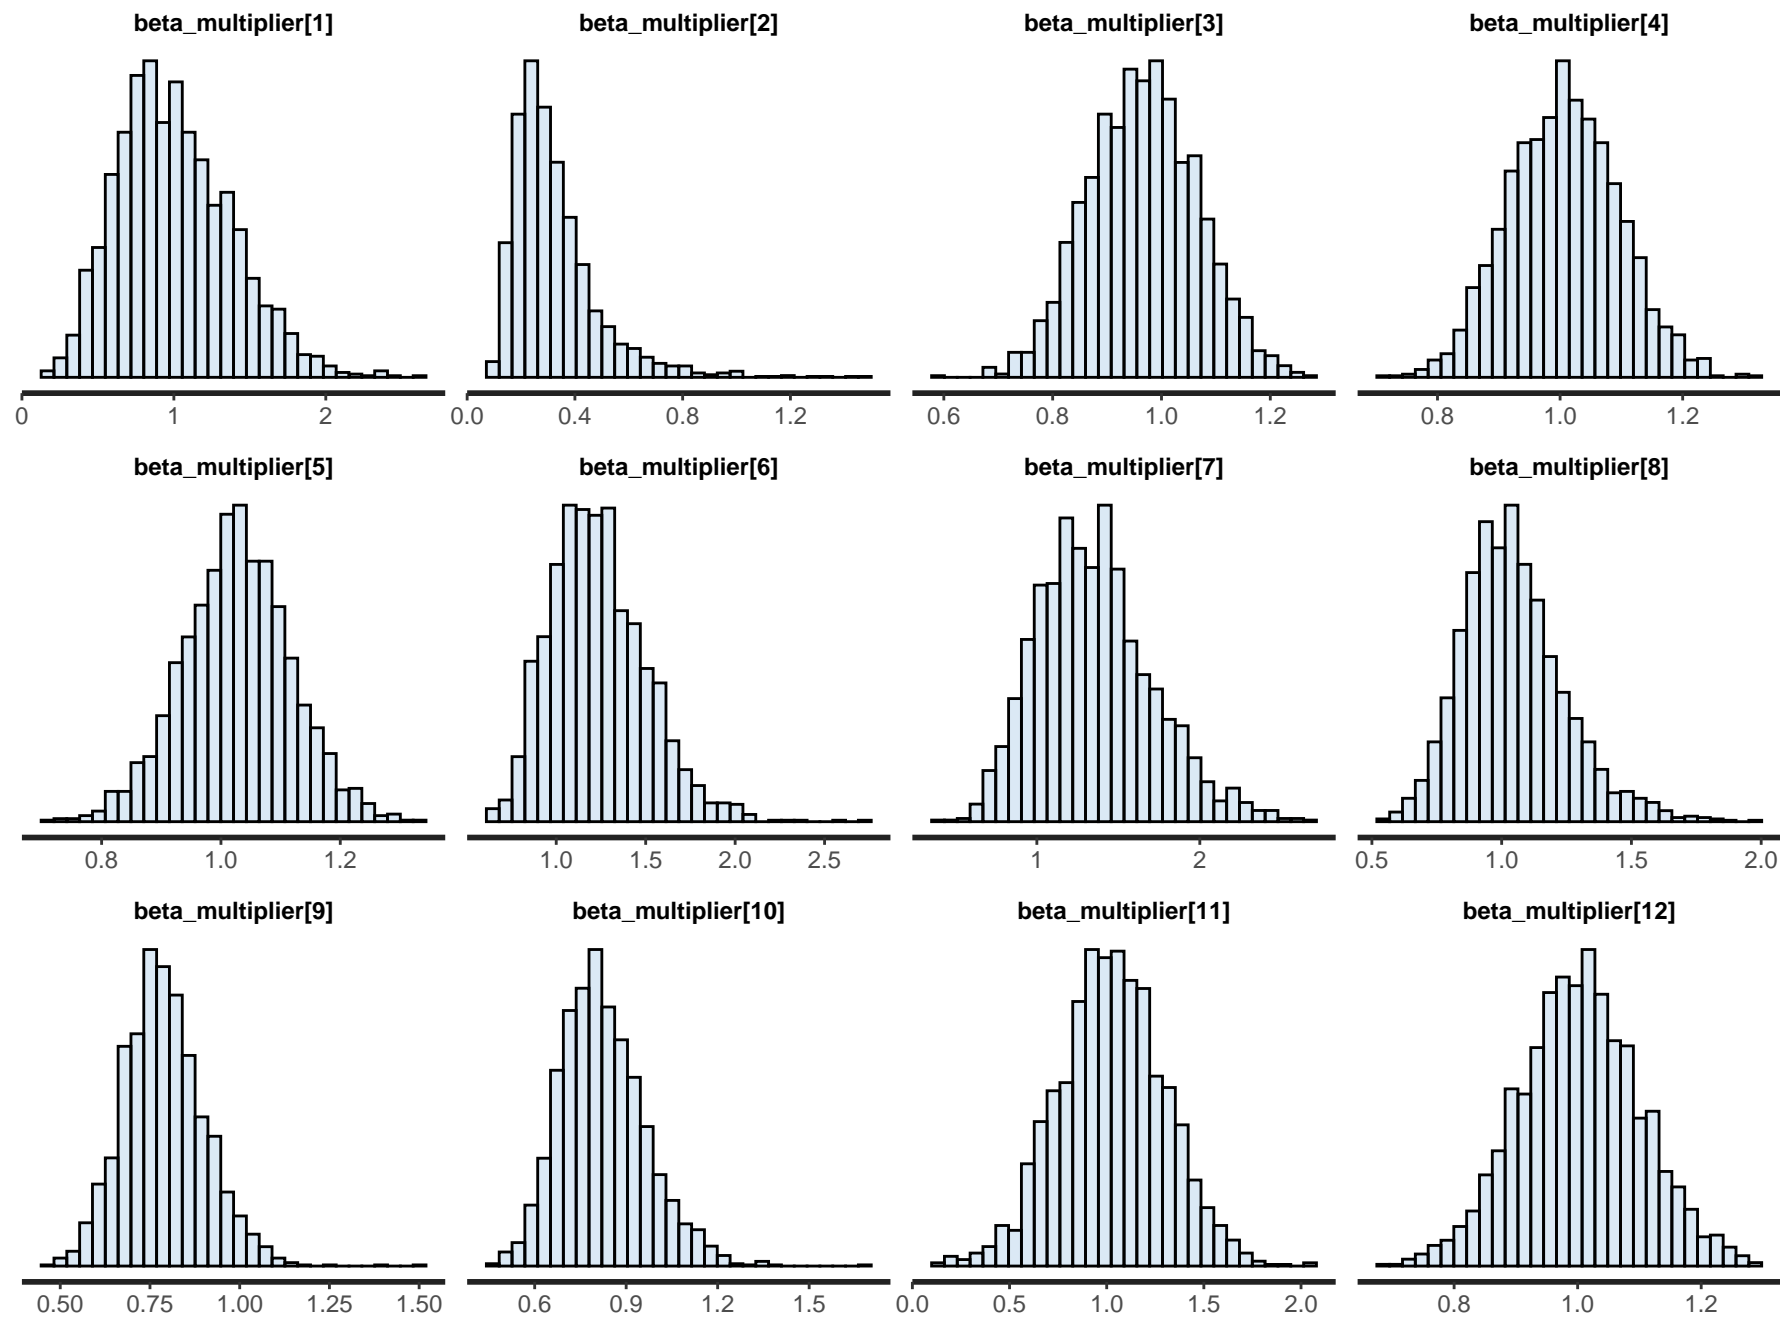 beta_multiplier[1] beta_multiplier[2] beta_multiplier[3] beta_multiplier[4]
0 1 2 0.0 0.4 0.8 1.2 0.6 0.8 1.0 1.2 0.8 1.0 1.2
beta_multiplier[5] beta_multiplier[6] beta_multiplier[7] beta_multiplier[8]
0.8 1.0 1.2 1.0 1.5 2.0 2.5 1 2 0.5 1.0 1.5 2.0
beta_multiplier[9] beta_multiplier[10] beta_multiplier[11] beta_multiplier[12]
0.50 0.75 1.00 1.25 1.50 0.6 0.9 1.2 1.5 0.0 0.5 1.0 1.5 2.0 0.8 1.0 1.2